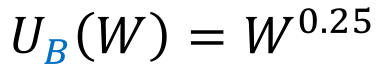 U_B(W) = W^{0.25}